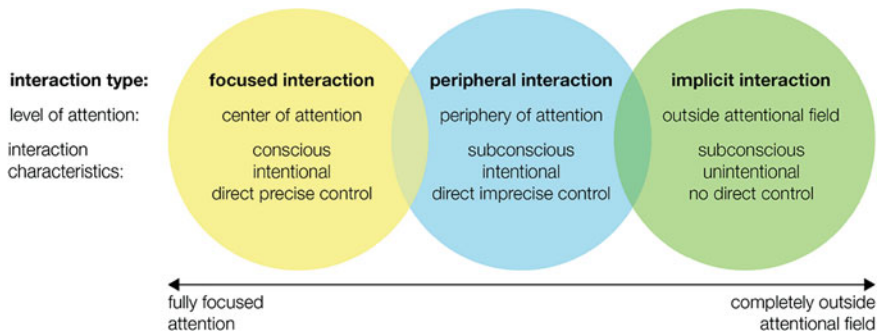 interaction type: focused interaction peripheral interaction implicit interaction
level of attention: center of attention periphery of attention outside attentional field
interaction conscious subconscious subconscious
characteristics: intentional intentional unintentional
direct precise control direct imprecise control no direct control
fully focused completely outside
attention attentional field